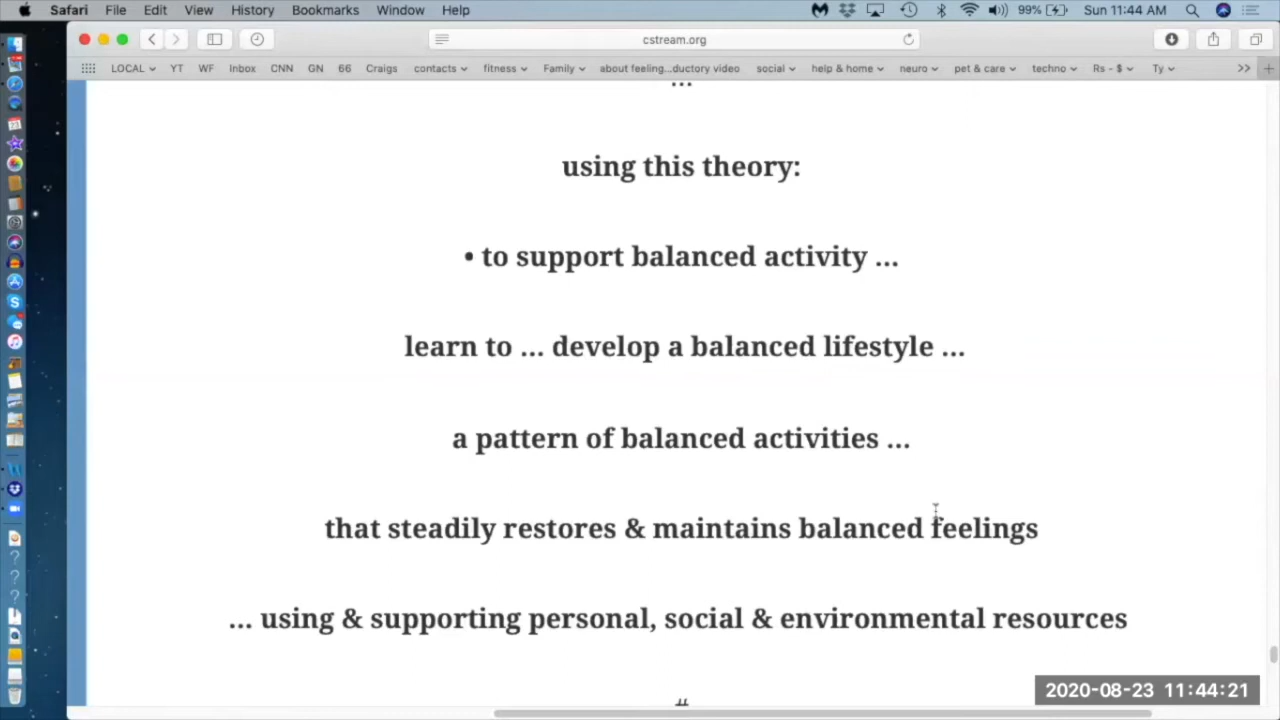 Safari File Edit View History Bookmarks Window Help 99% Sun 11:44 AM
cstream.org
LOCAL YT WF Inbox CNN GN 66 Craigs contacts fitness Family about feeling...ductory video social help & home neuro pet & care techno Rs - $ Ty >> +
...
using this theory:
• to support balanced activity ...
learn to ... develop a balanced lifestyle ...
a pattern of balanced activities ...
that steadily restores & maintains balanced feelings
... using & supporting personal, social & environmental resources
2020-08-23 11:44:21